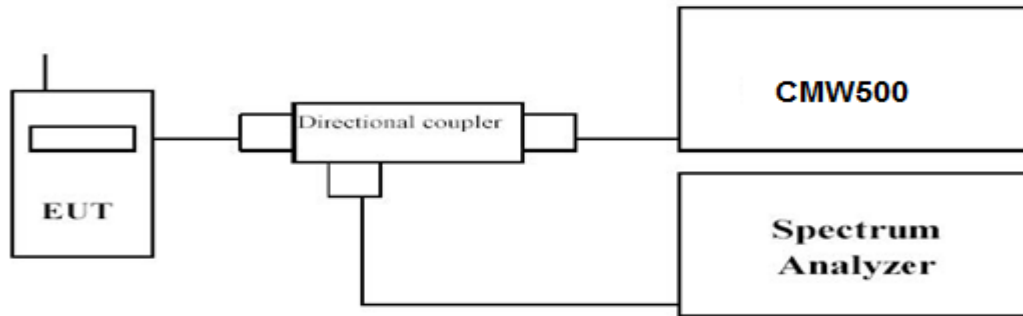 EUT
Directional coupler
CMW500
Spectrum
Analyzer